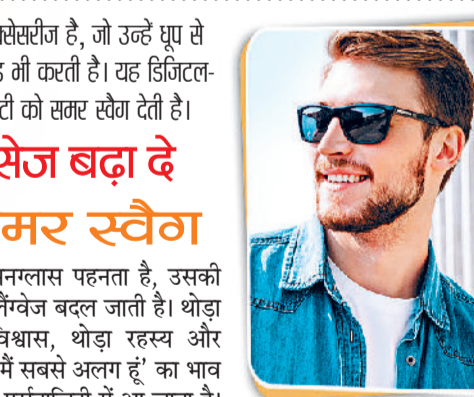 क्सेसरीज है, जो उन्हें धूप से
भी करती है। यह डिजिटल-
टी को समर स्वैग देती है।
सेज बढ़ा दे
मर स्वैग
नग्लास पहनता है, उसकी
लैंग्वेज बदल जाती है। थोड़ा
विश्वास, थोड़ा रहस्य और
मैं सबसे अलग हूं’ का भाव